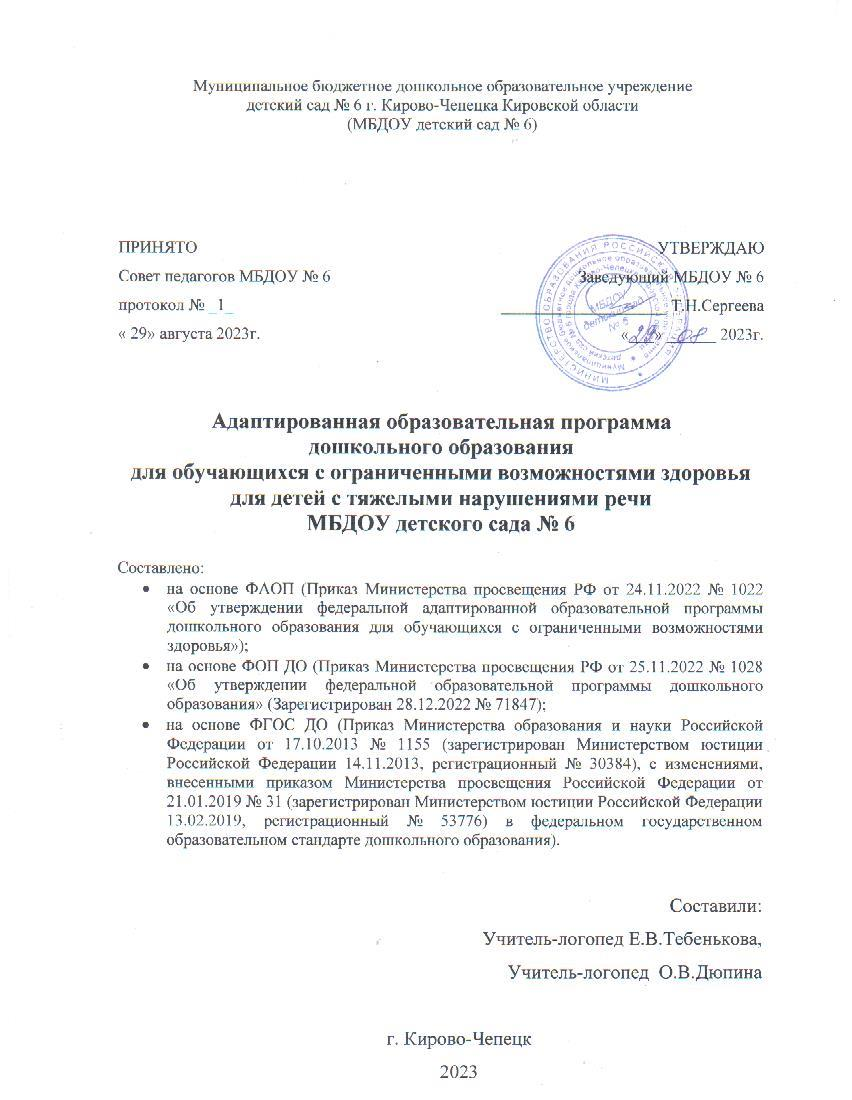 Муниципальное бюджетное дошкольное образовательное учреждение
детский сад № 6 г. Кирово-Чепецка Кировской области
(МБДОУ детский сад № 6)
ПРИНЯТО
Совет педагогов МБДОУ № 6
протокол № _1_
« 29» августа 2023г.
УТВЕРЖДАЮ
Заведующий МБДОУ № 6
Т.Н.Сергеева
«29» 08 2023г.
МБДОУ
детский сад
№ 6
Адаптированная образовательная программа
дошкольного образования
для обучающихся с ограниченными возможностями здоровья
для детей с тяжелыми нарушениями речи
МБДОУ детского сада № 6
Составлено:
• на основе ФАОП (Приказ Министерства просвещения РФ от 24.11.2022 № 1022
«Об утверждении федеральной адаптированной образовательной программы
дошкольного образования для обучающихся с ограниченными возможностями
здоровья»);
• на основе ФОП ДО (Приказ Министерства просвещения РФ от 25.11.2022 № 1028
«Об утверждении федеральной образовательной программы дошкольного
образования» (Зарегистрирован 28.12.2022 № 71847);
• на основе ФГОС ДО (Приказ Министерства образования и науки Российской
Федерации от 17.10.2013 № 1155 (зарегистрирован Министерством юстиции
Российской Федерации 14.11.2013, регистрационный № 30384), с изменениями,
внесенными приказом Министерства просвещения Российской Федерации от
21.01.2019 № 31 (зарегистрирован Министерством юстиции Российской Федерации
13.02.2019, регистрационный № 53776) в федеральном государственном
образовательном стандарте дошкольного образования).
Составили:
Учитель-логопед Е.В.Тебенькова,
Учитель-логопед О.В.Дюпина
г. Кирово-Чепецк
2023